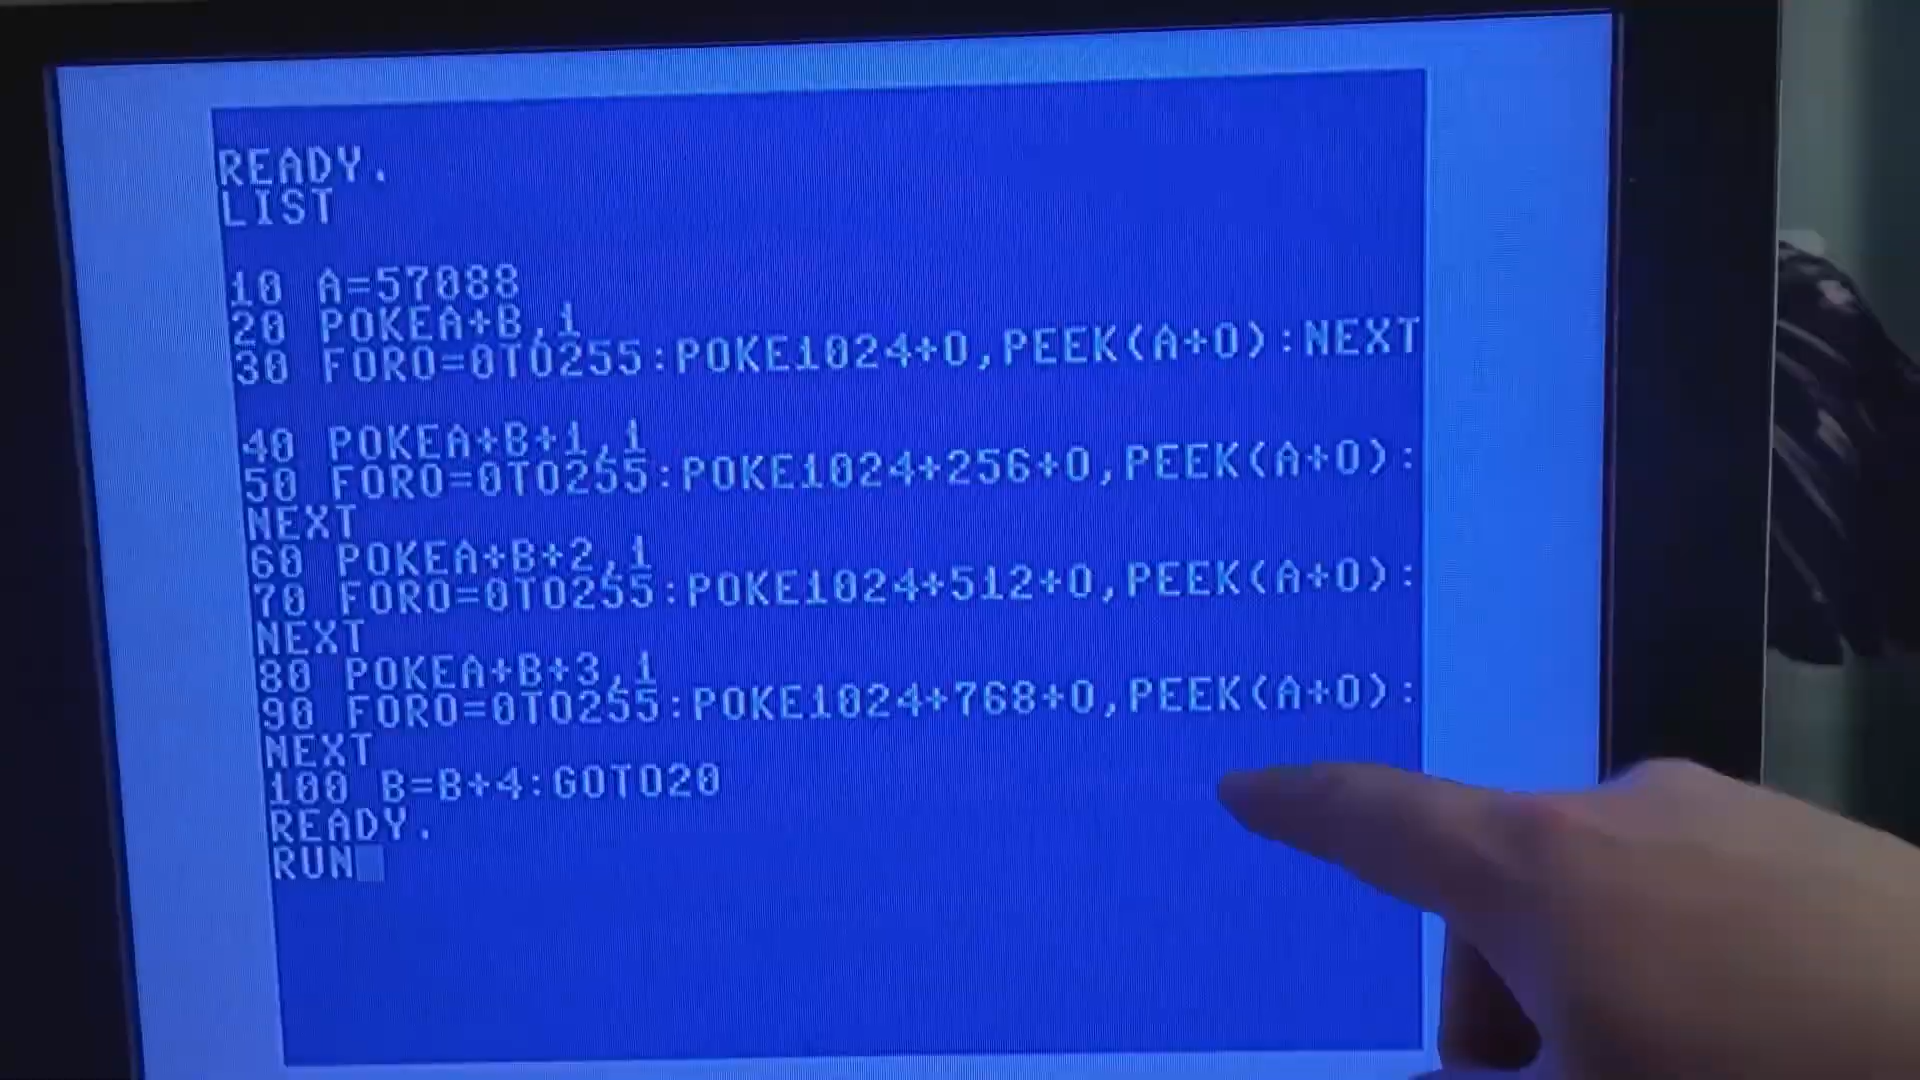 READY.
LIST
10 A=57088
20 POKEA+B,1
30 FORO=0TO255:POKE1024+O,PEEK(A+O):NEXT
40 POKEA+B+1,1
50 FORO=0TO255:POKE1024+256+O,PEEK(A+O):
NEXT
60 POKEA+B+2,1
70 FORO=0TO255:POKE1024+512+O,PEEK(A+O):
NEXT
80 POKEA+B+3,1
90 FORO=0TO255:POKE1024+768+O,PEEK(A+O):
NEXT
100 B=B+4:GOTO20
READY.
RUN